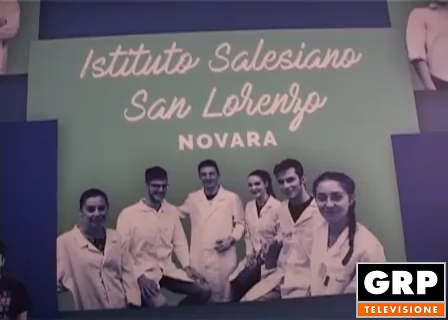 Istituto Salesiano
San Lorenzo
NOVARA
GRP
TELEVISIONE